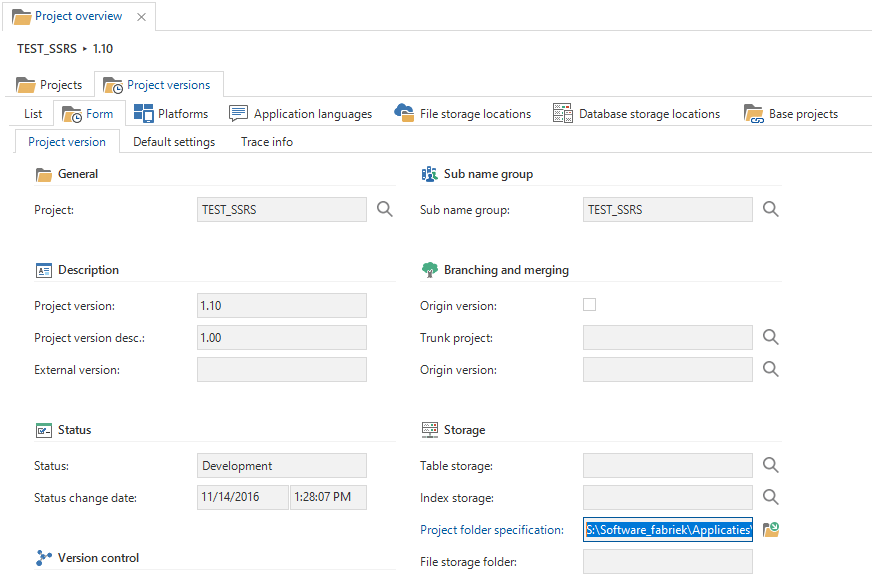 Project overview
TEST_SSRS ▸ 1.10
Projects Project versions
List Form Platforms Application languages File storage locations Database storage locations Base projects
Project version Default settings Trace info
General
Project: TEST_SSRS
Sub name group
Sub name group: TEST_SSRS
Description
Project version: 1.10
Project version desc.: 1.00
External version:
Branching and merging
Origin version:
Trunk project:
Origin version:
Status
Status: Development
Status change date: 11/14/2016 1:28:07 PM
Storage
Table storage:
Index storage:
Project folder specification: S:\Software_fabriek\Applicaties\
File storage folder:
Version control